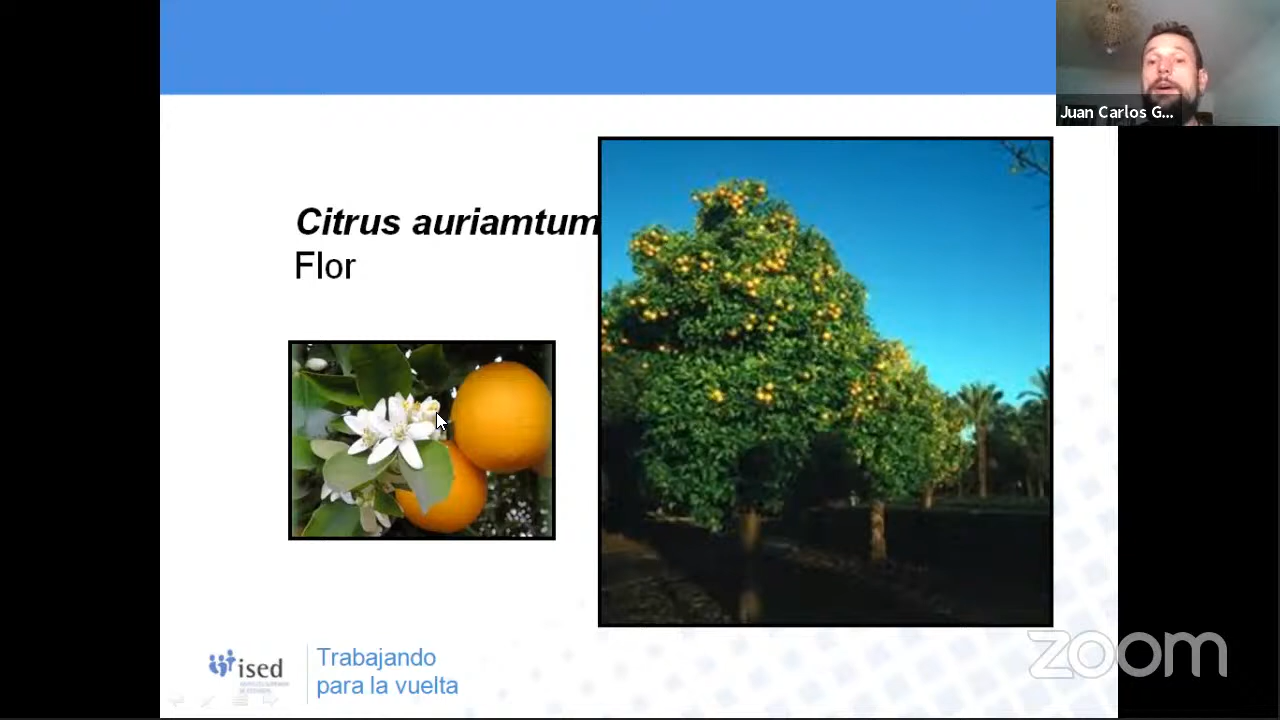 Juan Carlos G...
Citrus auriamtum
Flor
ised
Trabajando
para la vuelta
zoom